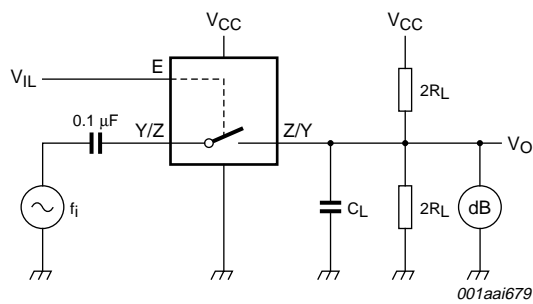 VCC
VCC
E
VIL
2RL
0.1 μF
Y/Z
Z/Y
VO
fi
CL
2RL
dB
001aai679